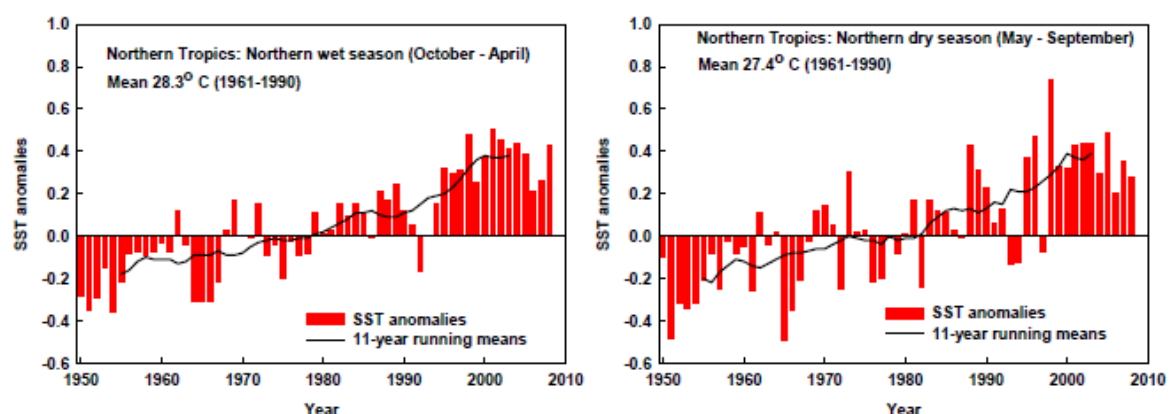 Northern Tropics: Northern wet season (October - April)
Mean 28.3° C (1961-1990)
SST anomalies
1.0
0.8
0.6
0.4
0.2
0.0
-0.2
-0.4
-0.6
SST anomalies
11-year running means
1950 1960 1970 1980 1990 2000 2010
Year
Northern Tropics: Northern dry season (May - September)
Mean 27.4° C (1961-1990)
SST anomalies
1.0
0.8
0.6
0.4
0.2
0.0
-0.2
-0.4
-0.6
SST anomalies
11-year running means
1950 1960 1970 1980 1990 2000 2010
Year